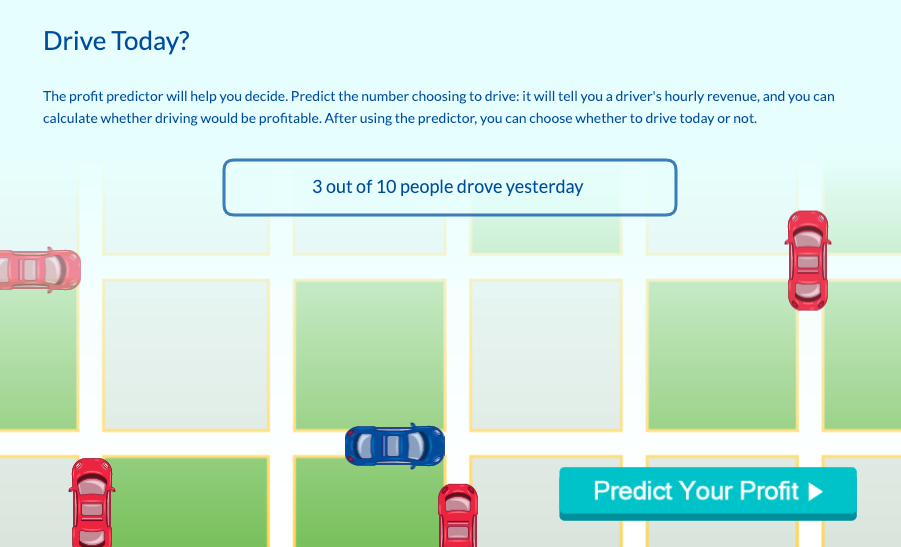 Drive Today?
The profit predictor will help you decide. Predict the number choosing to drive: it will tell you a driver's hourly revenue, and you can
calculate whether driving would be profitable. After using the predictor, you can choose whether to drive today or not.
3 out of 10 people drove yesterday
Predict Your Profit